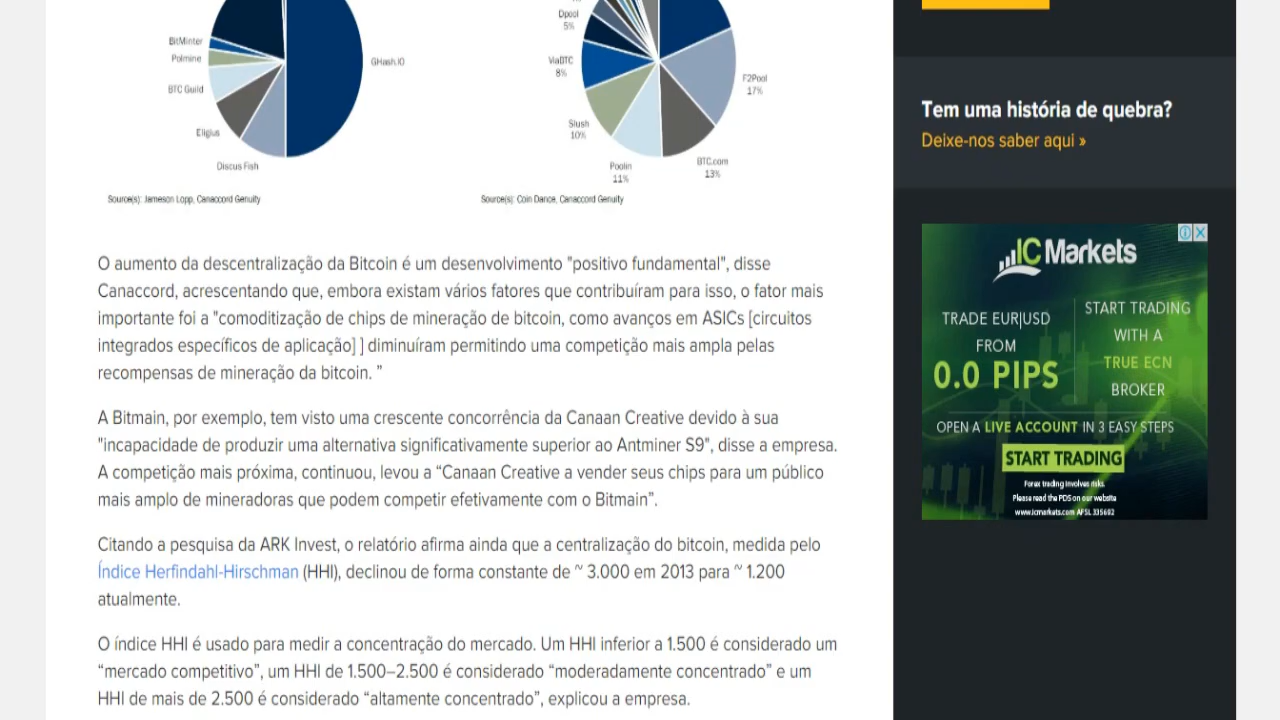 Dpool
5%
BitMinter
Polmine
GHash.IO
ViaBTC
8%
F2Pool
17%
BTC Guild
Slush
10%
Eligius
Discus Fish
Poolin
11%
BTC.com
13%
Source(s): Jameson Lopp, Canaccord Genuity
Source(s): Coin Dance, Canaccord Genuity
O aumento da descentralização da Bitcoin é um desenvolvimento "positivo fundamental", disse
Canaccord, acrescentando que, embora existam vários fatores que contribuíram para isso, o fator mais
importante foi a "comoditização de chips de mineração de bitcoin, como avanços em ASICs [circuitos
integrados específicos de aplicação] ] diminuíram permitindo uma competição mais ampla pelas
recompensas de mineração da bitcoin. ”
A Bitmain, por exemplo, tem visto uma crescente concorrência da Canaan Creative devido à sua
"incapacidade de produzir uma alternativa significativamente superior ao Antminer S9", disse a empresa.
A competição mais próxima, continuou, levou a “Canaan Creative a vender seus chips para um público
mais amplo de mineradoras que podem competir efetivamente com o Bitmain”.
Citando a pesquisa da ARK Invest, o relatório afirma ainda que a centralização do bitcoin, medida pelo
Índice Herfindahl-Hirschman (HHI), declinou de forma constante de ~ 3.000 em 2013 para ~ 1.200
atualmente.
O índice HHI é usado para medir a concentração do mercado. Um HHI inferior a 1.500 é considerado um
“mercado competitivo”, um HHI de 1.500–2.500 é considerado “moderadamente concentrado” e um
HHI de mais de 2.500 é considerado “altamente concentrado”, explicou a empresa.
Tem uma história de quebra?
Deixe-nos saber aqui »
IC Markets
TRADE EUR|USD
FROM
0.0 PIPS
START TRADING
WITH A
TRUE ECN
BROKER
OPEN A LIVE ACCOUNT IN 3 EASY STEPS
START TRADING
Forex trading involves risks.
Please read the PDS on our website
www.icmarkets.com AFSL 335692